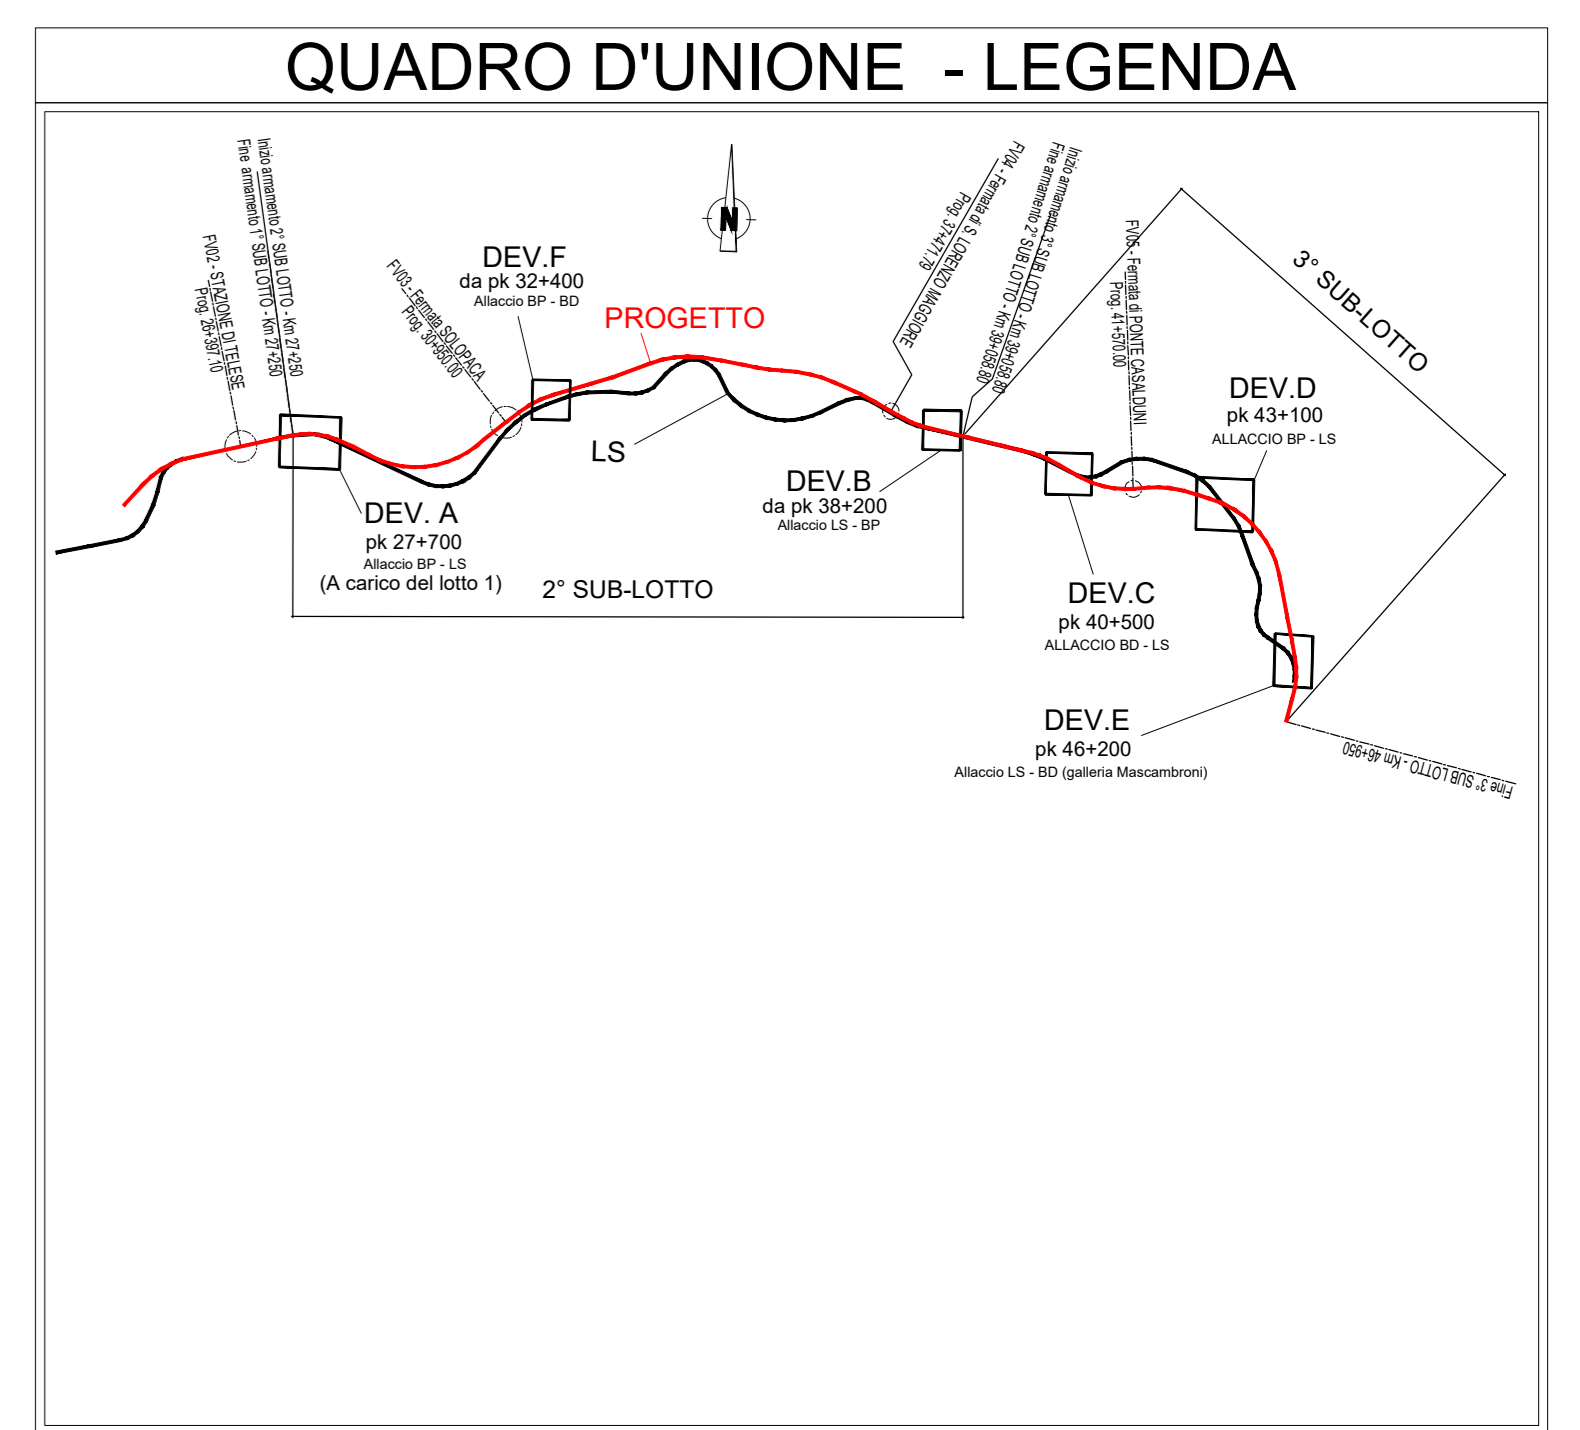 QUADRO D'UNIONE - LEGENDA
Inizio armamento 2° SUB LOTTO - Km 27+250
Fine armamento 1° SUB LOTTO - Km 27+250
FV02 - STAZIONE DI TELESE
Prog. 26+397.10
FV03 - Fermata SOLOPACA
Prog. 30+950.00
DEV.F
da pk 32+400
Allaccio BP - BD
N
PROGETTO
FV04 - Fermata di S. LORENZO MAGGIORE
Prog. 37+471.79
Inizio armamento 3° SUB LOTTO - Km 39+058.80
Fine armamento 2° SUB LOTTO - Km 39+058.80
FV05 - Fermata di PONTE CASALDUNI
Prog. 41+570.00
3° SUB-LOTTO
DEV.D
pk 43+100
ALLACCIO BP - LS
LS
DEV. A
pk 27+700
Allaccio BP - LS
(A carico del lotto 1)
2° SUB-LOTTO
DEV.B
da pk 38+200
Allaccio LS - BP
DEV.C
pk 40+500
ALLACCIO BD - LS
DEV.E
pk 46+200
Allaccio LS - BD (galleria Mascambroni)
Fine 3° SUB LOTTO - Km 46+950